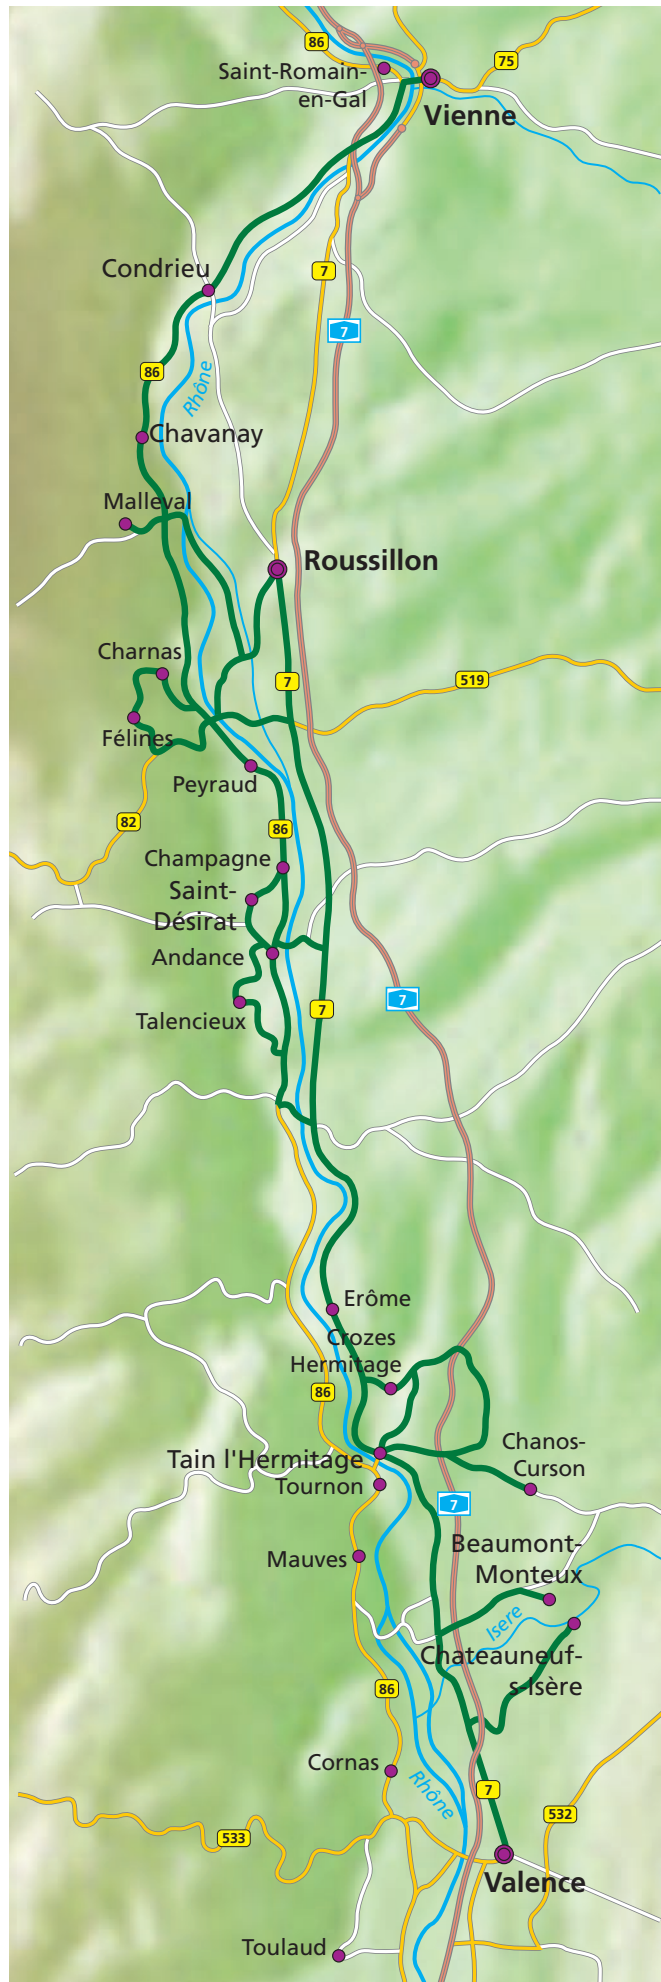 86
75
Saint-Romain-
en-Gal
Vienne
Condrieu
7
7
86
Rhône
Chavanay
Malleval
Roussillon
Charnas
519
7
Félines
Peyraud
82
86
Champagne
Saint-
Désirat
Andance
7
7
Talencieux
Erôme
Crozes
Hermitage
86
Chanos-
Curson
Tain l'Hermitage
Tournon
7
Beaumont-
Monteux
Mauves
Isere
Chateauneuf-
s-Isère
86
Cornas
Rhône
7
532
533
Valence
Toulaud